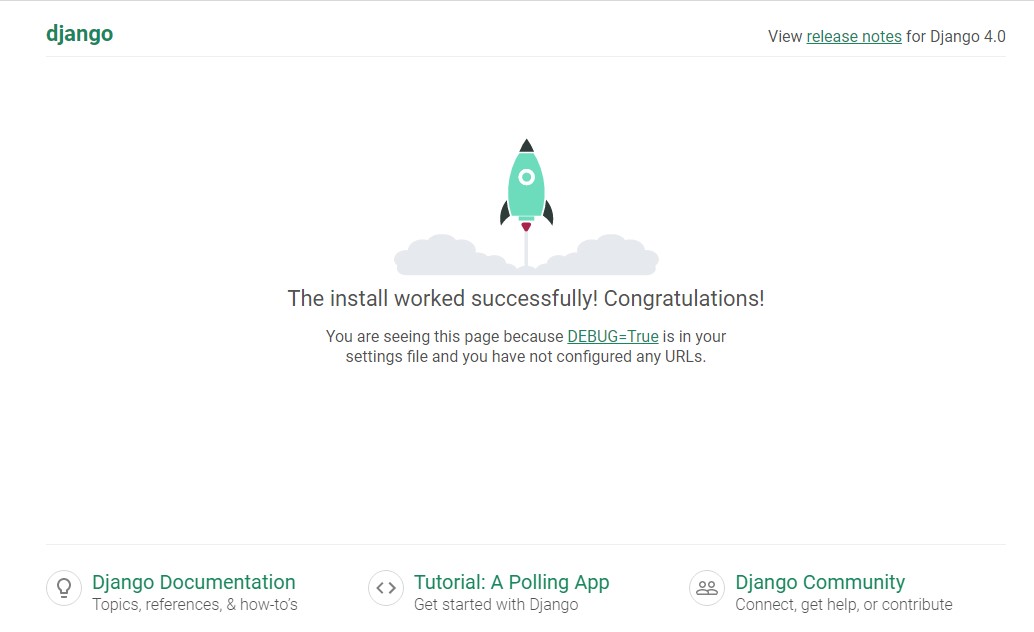 django
View release notes for Django 4.0
The install worked successfully! Congratulations!
You are seeing this page because DEBUG=True is in your
settings file and you have not configured any URLs.
Django Documentation
Topics, references, & how-to’s
Tutorial: A Polling App
Get started with Django
Django Community
Connect, get help, or contribute